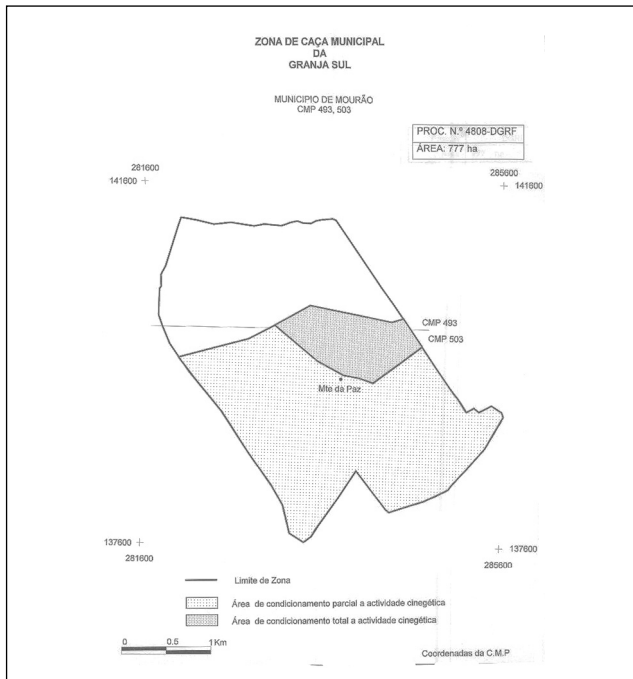 ZONA DE CAÇA MUNICIPAL
DA
GRANJA SUL
MUNICIPIO DE MOURÃO
CMP 493, 503
PROC. N.º 4808-DGRF
ÁREA: 777 ha
281600
141600
285600
141600
CMP 493
CMP 503
Mte da Paz
137600
281600
137600
285600
Limite de Zona
Área de condicionamento parcial a actividade cinegética
Área de condicionamento total a actividade cinegética
0 0.5 1Km
Coordenadas da C.M.P